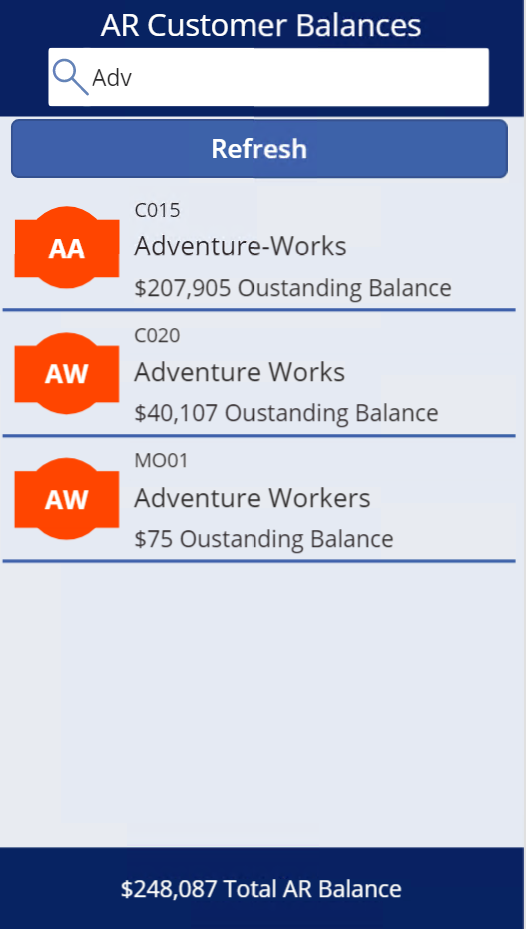 AR Customer Balances
Adv
Refresh
C015
AA
Adventure-Works
$207,905 Oustanding Balance
C020
AW
Adventure Works
$40,107 Oustanding Balance
MO01
AW
Adventure Workers
$75 Oustanding Balance
$248,087 Total AR Balance